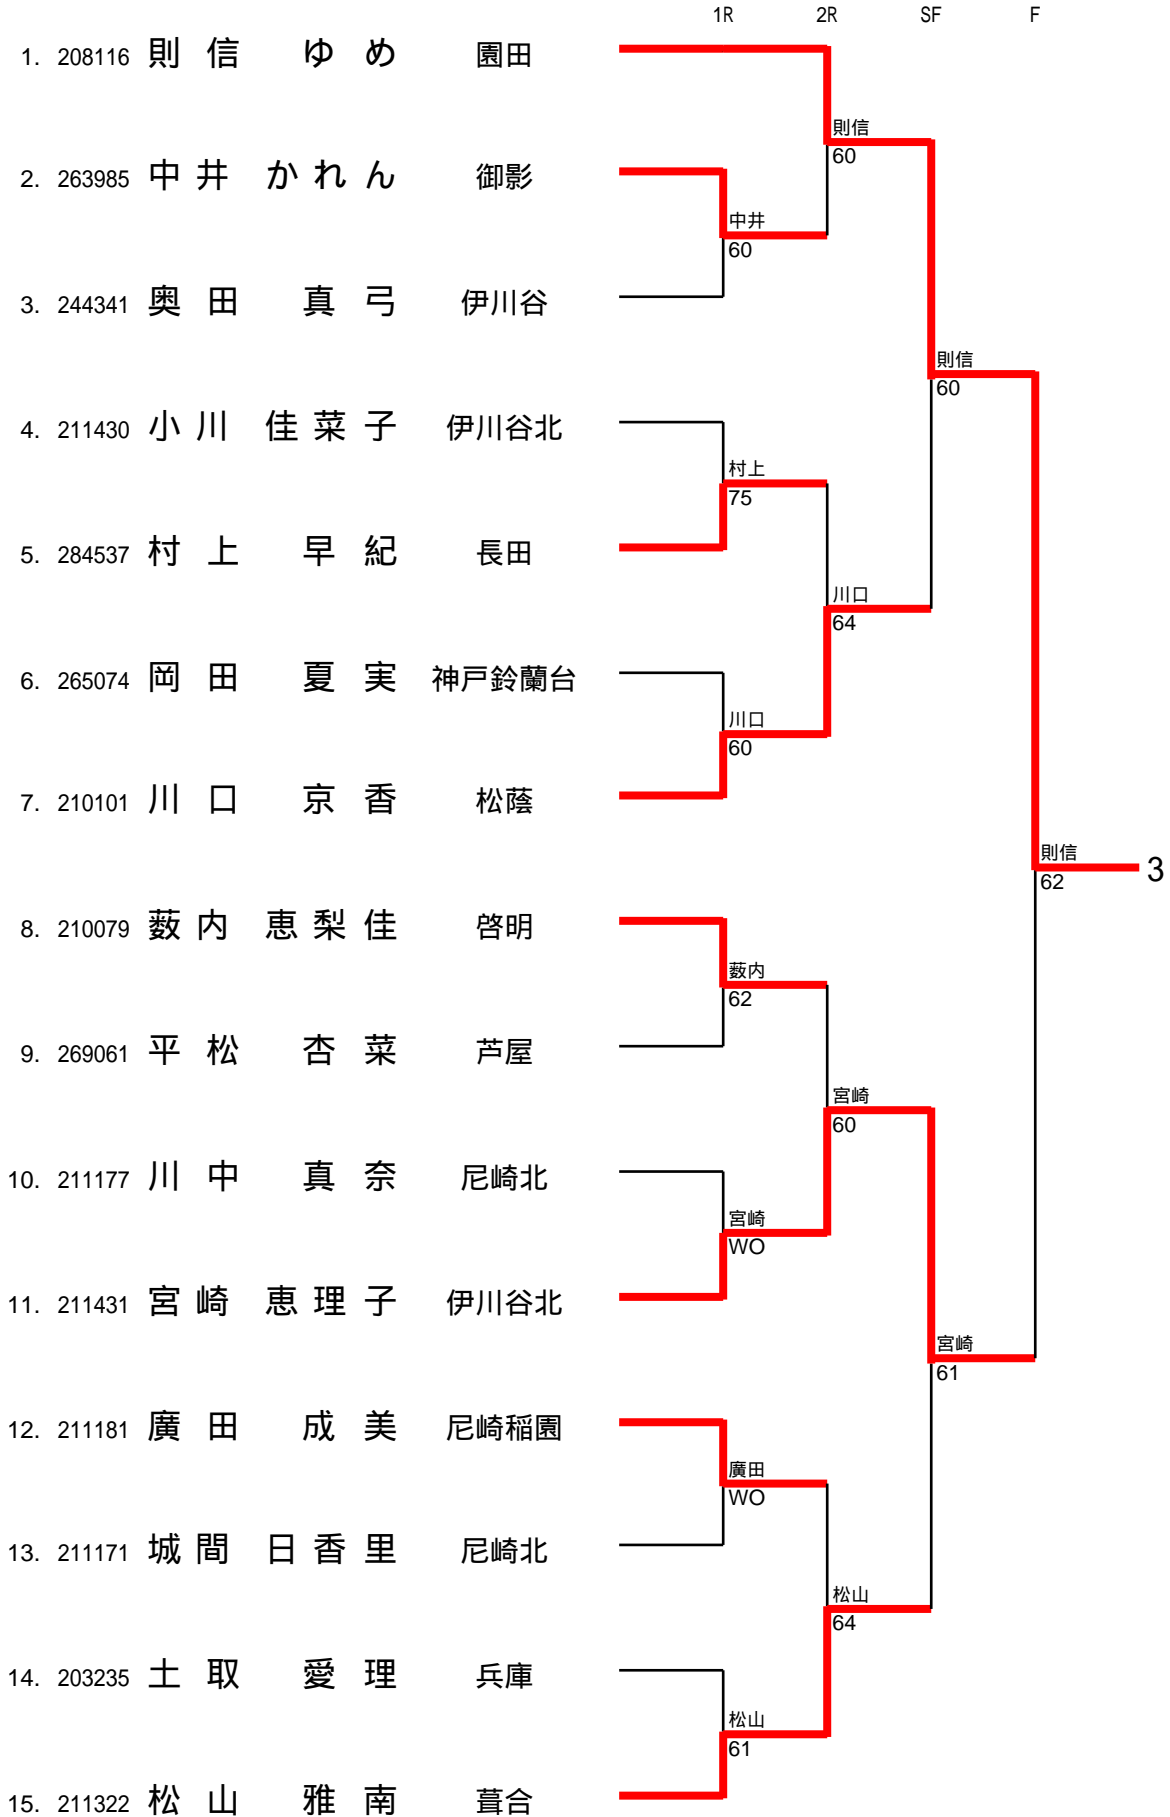 1R 2R SF F
1. 208116 則信 ゆめ 園田
則信
60
2. 263985 中井 かれん 御影
中井
60
3. 244341 奥田 真弓 伊川谷
則信
60
4. 211430 小川 佳菜子 伊川谷北
村上
75
5. 284537 村上 早紀 長田
川口
64
6. 265074 岡田 夏実 神戸鈴蘭台
川口
60
7. 210101 川口 京香 松蔭
則信
62
3
8. 210079 薮内 恵梨佳 啓明
薮内
62
9. 269061 平松 杏菜 芦屋
宮崎
60
10. 211177 川中 真奈 尼崎北
宮崎
WO
11. 211431 宮崎 恵理子 伊川谷北
宮崎
61
12. 211181 廣田 成美 尼崎稲園
廣田
WO
13. 211171 城間 日香里 尼崎北
松山
64
14. 203235 土取 愛理 兵庫
松山
61
15. 211322 松山 雅南 葺合